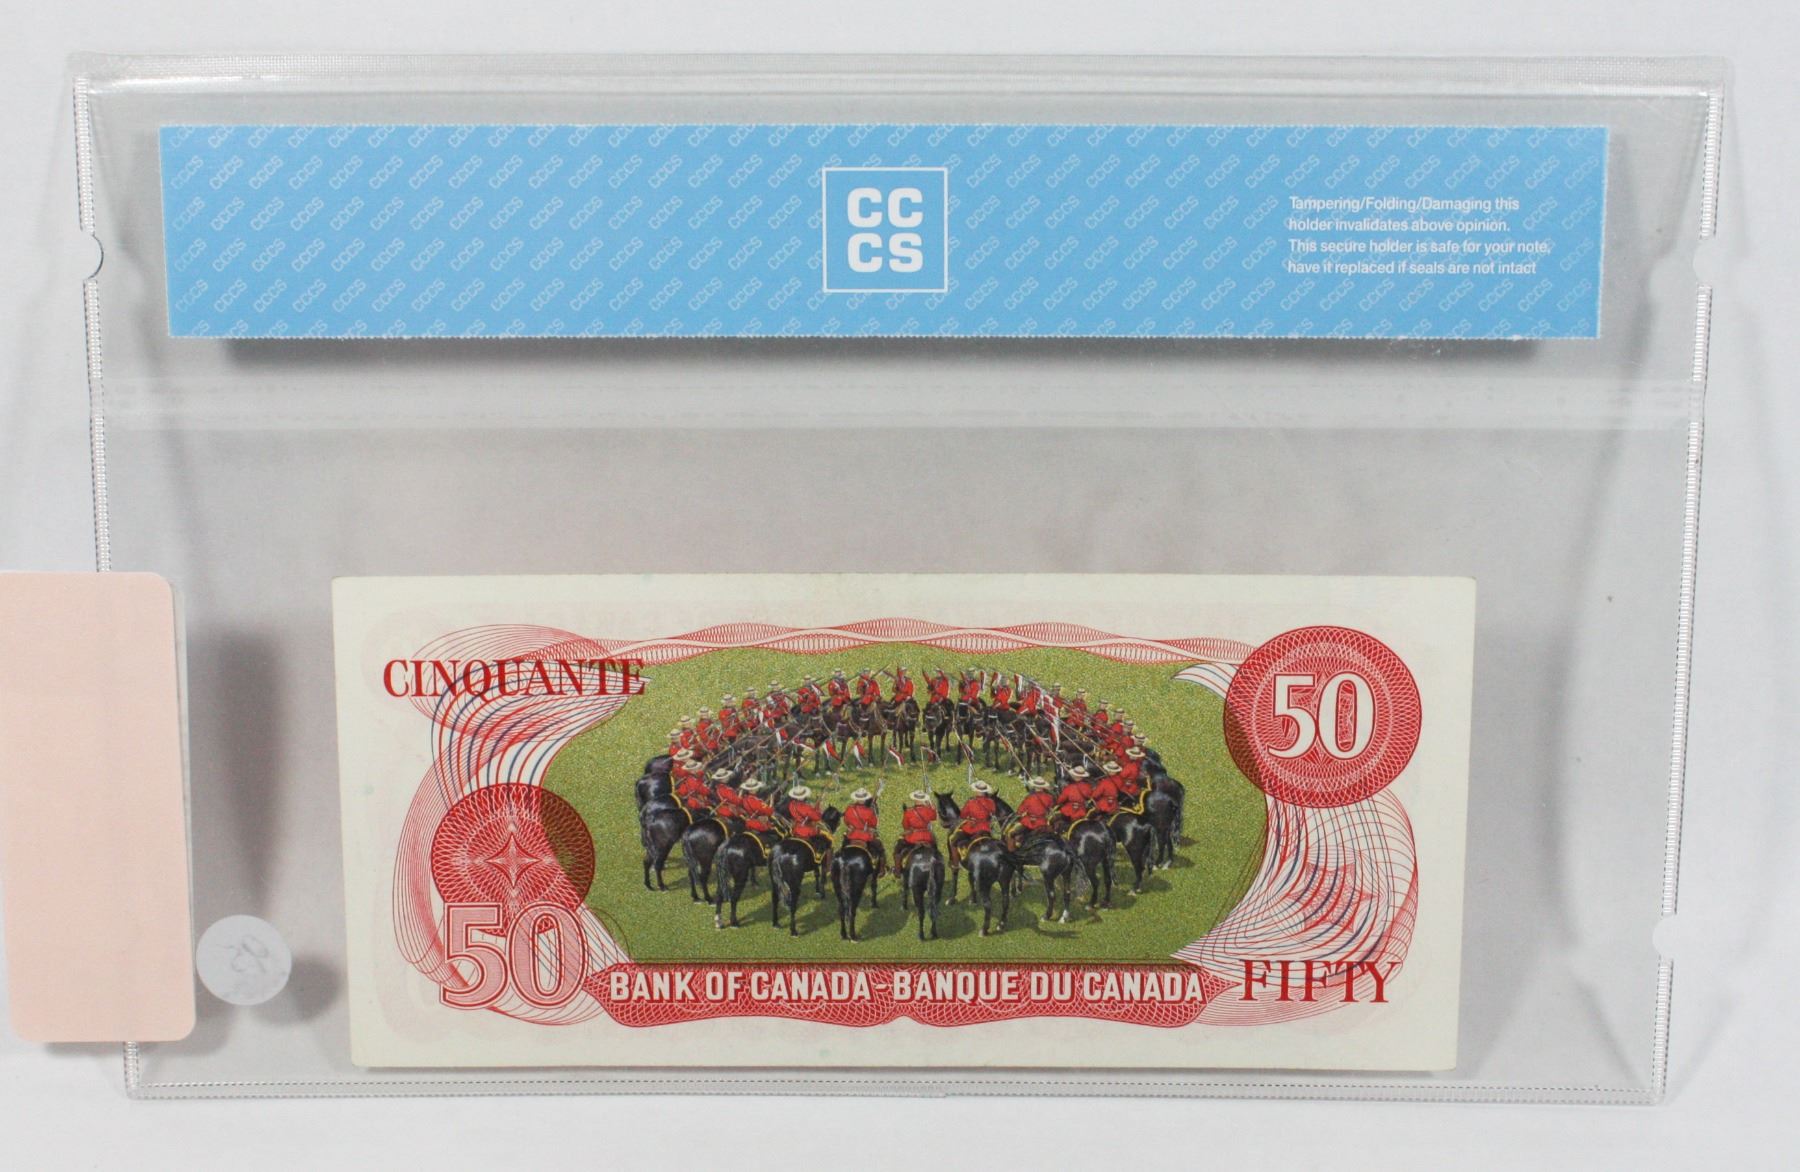 CC
CS
Tampering/Folding/Damaging this
holder invalidates above opinion.
This secure holder is safe for your note,
have it replaced if seals are not intact
CINQUANTE
50
50
BANK OF CANADA-BANQUE DU CANADA
FIFTY